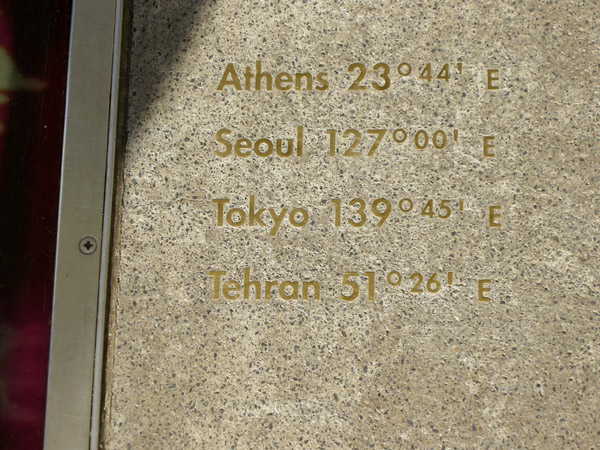 Athens 23° 44' E
Seoul 127° 00' E
Tokyo 139° 45' E
Tehran 51° 26' E